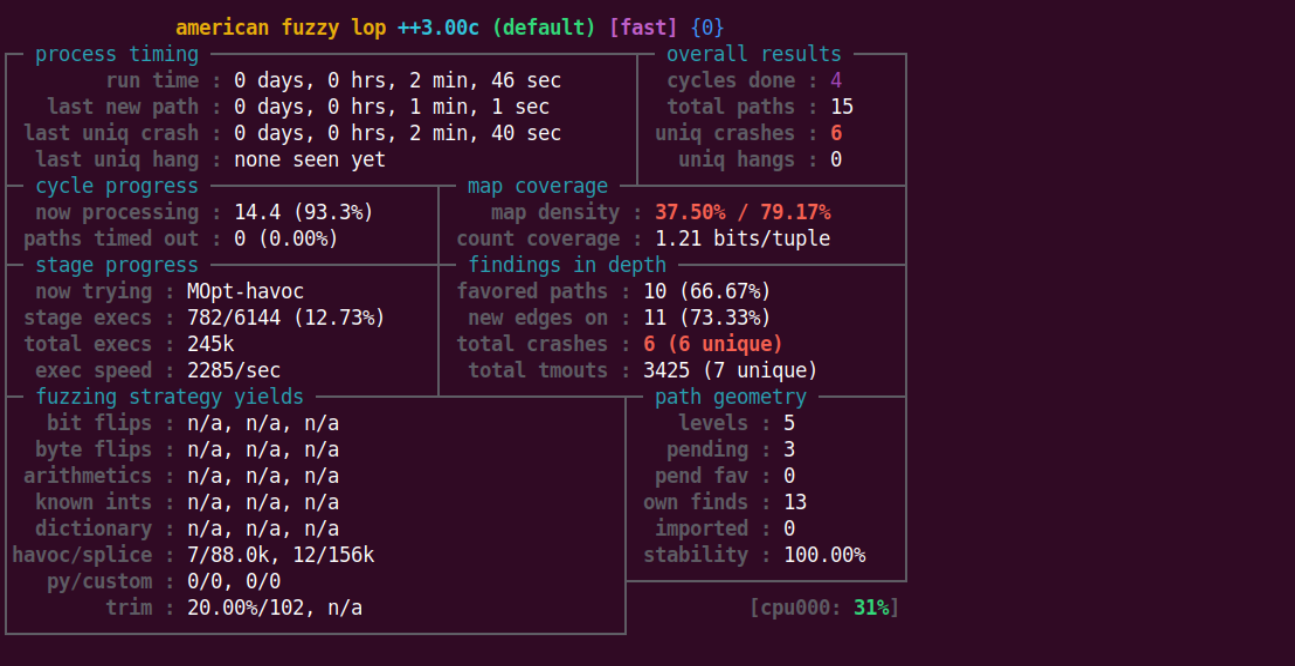 american fuzzy lop ++3.00c (default) [fast] {0}
process timing overall results
run time : 0 days, 0 hrs, 2 min, 46 sec cycles done : 4
last new path : 0 days, 0 hrs, 1 min, 1 sec total paths : 15
last uniq crash : 0 days, 0 hrs, 2 min, 40 sec uniq crashes : 6
last uniq hang : none seen yet uniq hangs : 0
cycle progress map coverage
now processing : 14.4 (93.3%) map density : 37.50% / 79.17%
paths timed out : 0 (0.00%) count coverage : 1.21 bits/tuple
stage progress findings in depth
now trying : MOpt-havoc favored paths : 10 (66.67%)
stage execs : 782/6144 (12.73%) new edges on : 11 (73.33%)
total execs : 245k total crashes : 6 (6 unique)
exec speed : 2285/sec total tmouts : 3425 (7 unique)
fuzzing strategy yields path geometry
bit flips : n/a, n/a, n/a levels : 5
byte flips : n/a, n/a, n/a pending : 3
arithmetics : n/a, n/a, n/a pend fav : 0
known ints : n/a, n/a, n/a own finds : 13
dictionary : n/a, n/a, n/a imported : 0
havoc/splice : 7/88.0k, 12/156k stability : 100.00%
py/custom : 0/0, 0/0
trim : 20.00%/102, n/a [cpu000: 31%]